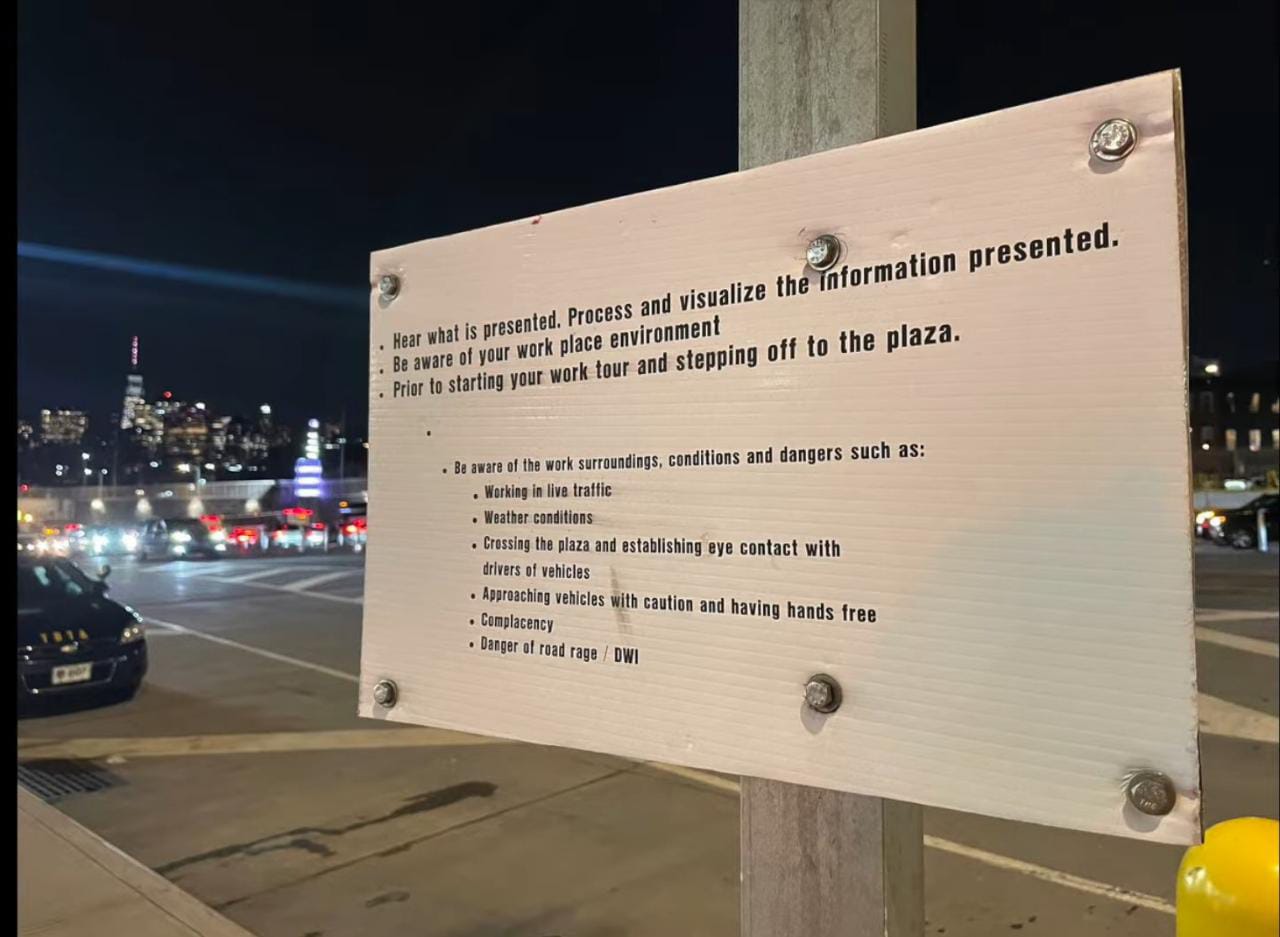 • Hear what is presented. Process and visualize the information presented.
• Be aware of your work place environment
• Prior to starting your work tour and stepping off to the plaza.
•
• Be aware of the work surroundings, conditions and dangers such as:
• Working in live traffic
• Weather conditions
• Crossing the plaza and establishing eye contact with
drivers of vehicles
• Approaching vehicles with caution and having hands free
• Complacency
• Danger of road rage / DWI
TBTA